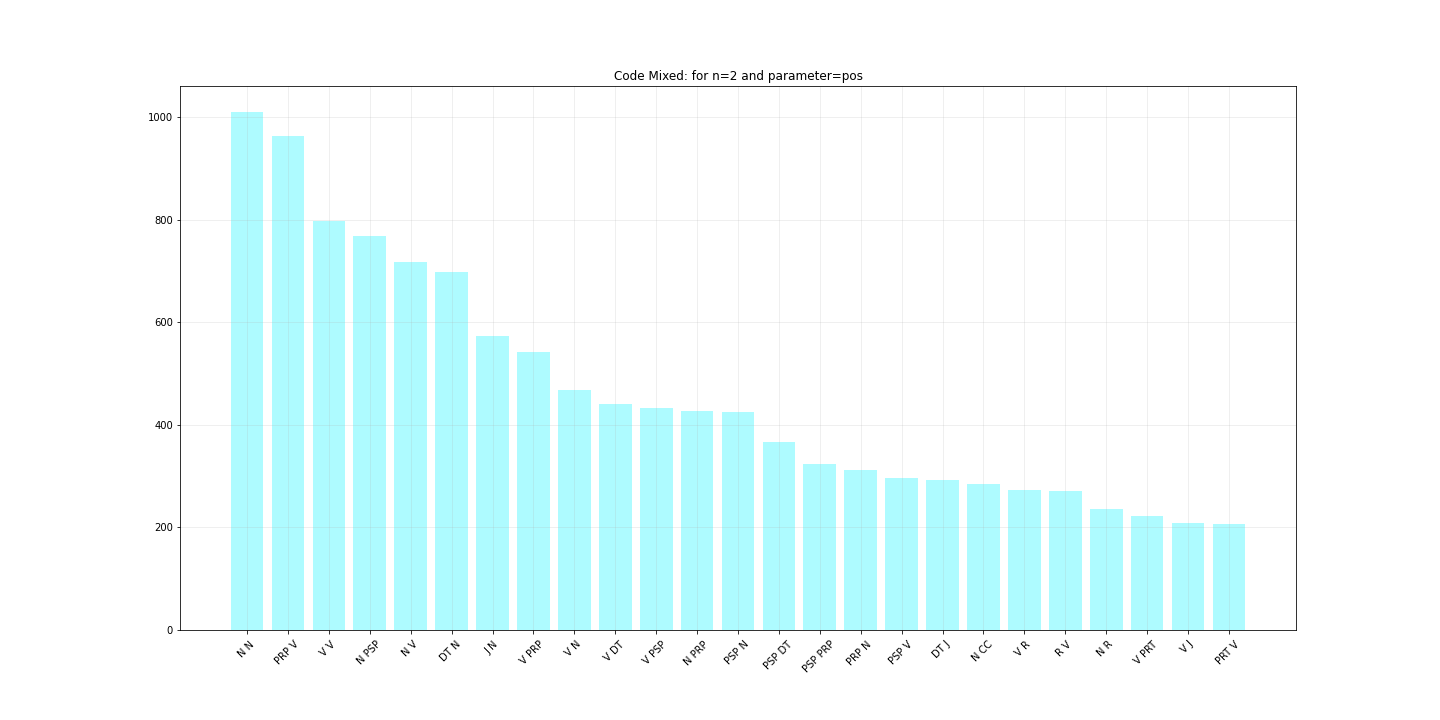 Code Mixed: for n=2 and parameter=pos
1000
800
600
400
200
0
N N
PRP V
V V
N PSP
N V
DT N
J N
V PRP
V N
V DT
V PSP
N PRP
PSP N
PSP DT
PSP PRP
PRP N
PSP V
DT J
N CC
V R
R V
N R
V PRT
V J
PRT V